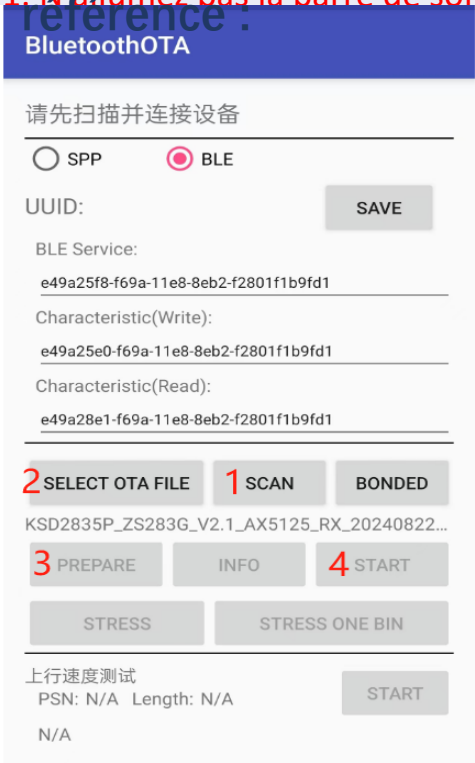 référence :
BluetoothOTA
请先扫描并连接设备
SPP BLE
UUID: SAVE
BLE Service:
e49a25f8-f69a-11e8-8eb2-f2801f1b9fd1
Characteristic(Write):
e49a25e0-f69a-11e8-8eb2-f2801f1b9fd1
Characteristic(Read):
e49a28e1-f69a-11e8-8eb2-f2801f1b9fd1
2 SELECT OTA FILE 1 SCAN BONDED
KSD2835P_ZS283G_V2.1_AX5125_RX_20240822...
3 PREPARE INFO 4 START
STRESS STRESS ONE BIN
上行速度测试
PSN: N/A Length: N/A START
N/A